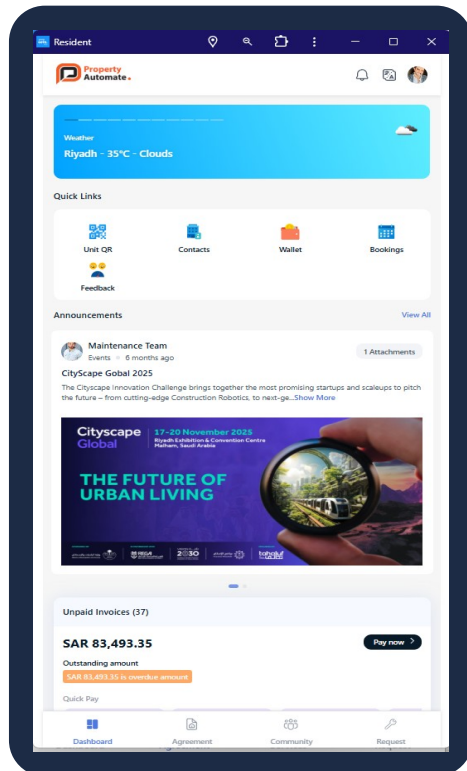 Resident
Property
Automate.
Weather
Riyadh - 35°C - Clouds
Quick Links
Unit QR
Contacts
Wallet
Bookings
Feedback
Announcements
View All
Maintenance Team
Events
6 months ago
1 Attachments
CityScape Gobal 2025
The Cityscape Innovation Challenge brings together the most promising startups and scaleups to pitch
the future – from cutting-edge Construction Robotics, to next-ge...Show More
Cityscape
Global
17-20 November 2025
Riyadh Exhibition & Convention Centre
Malham, Saudi Arabia
THE FUTURE OF
URBAN LIVING
REGA
2030
tahaluf
Unpaid Invoices (37)
SAR 83,493.35
Pay now
Outstanding amount
SAR 83,493.35 is overdue amount
Quick Pay
Dashboard
Agreement
Community
Request